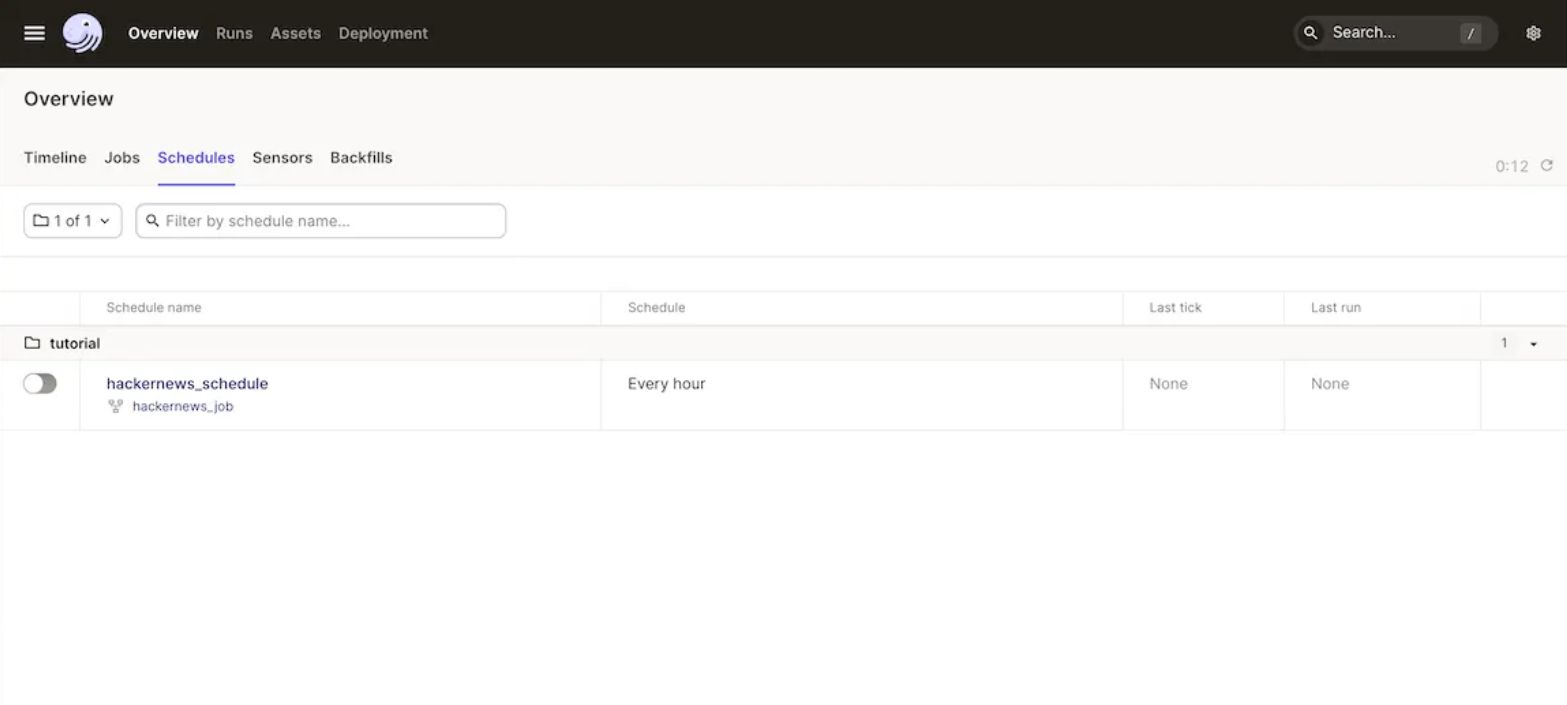 Overview Runs Assets Deployment Search... /
Overview
Timeline Jobs Schedules Sensors Backfills 0:12
1 of 1 Filter by schedule name...
Schedule name Schedule Last tick Last run
tutorial 1
hackernews_schedule Every hour None None
hackernews_job